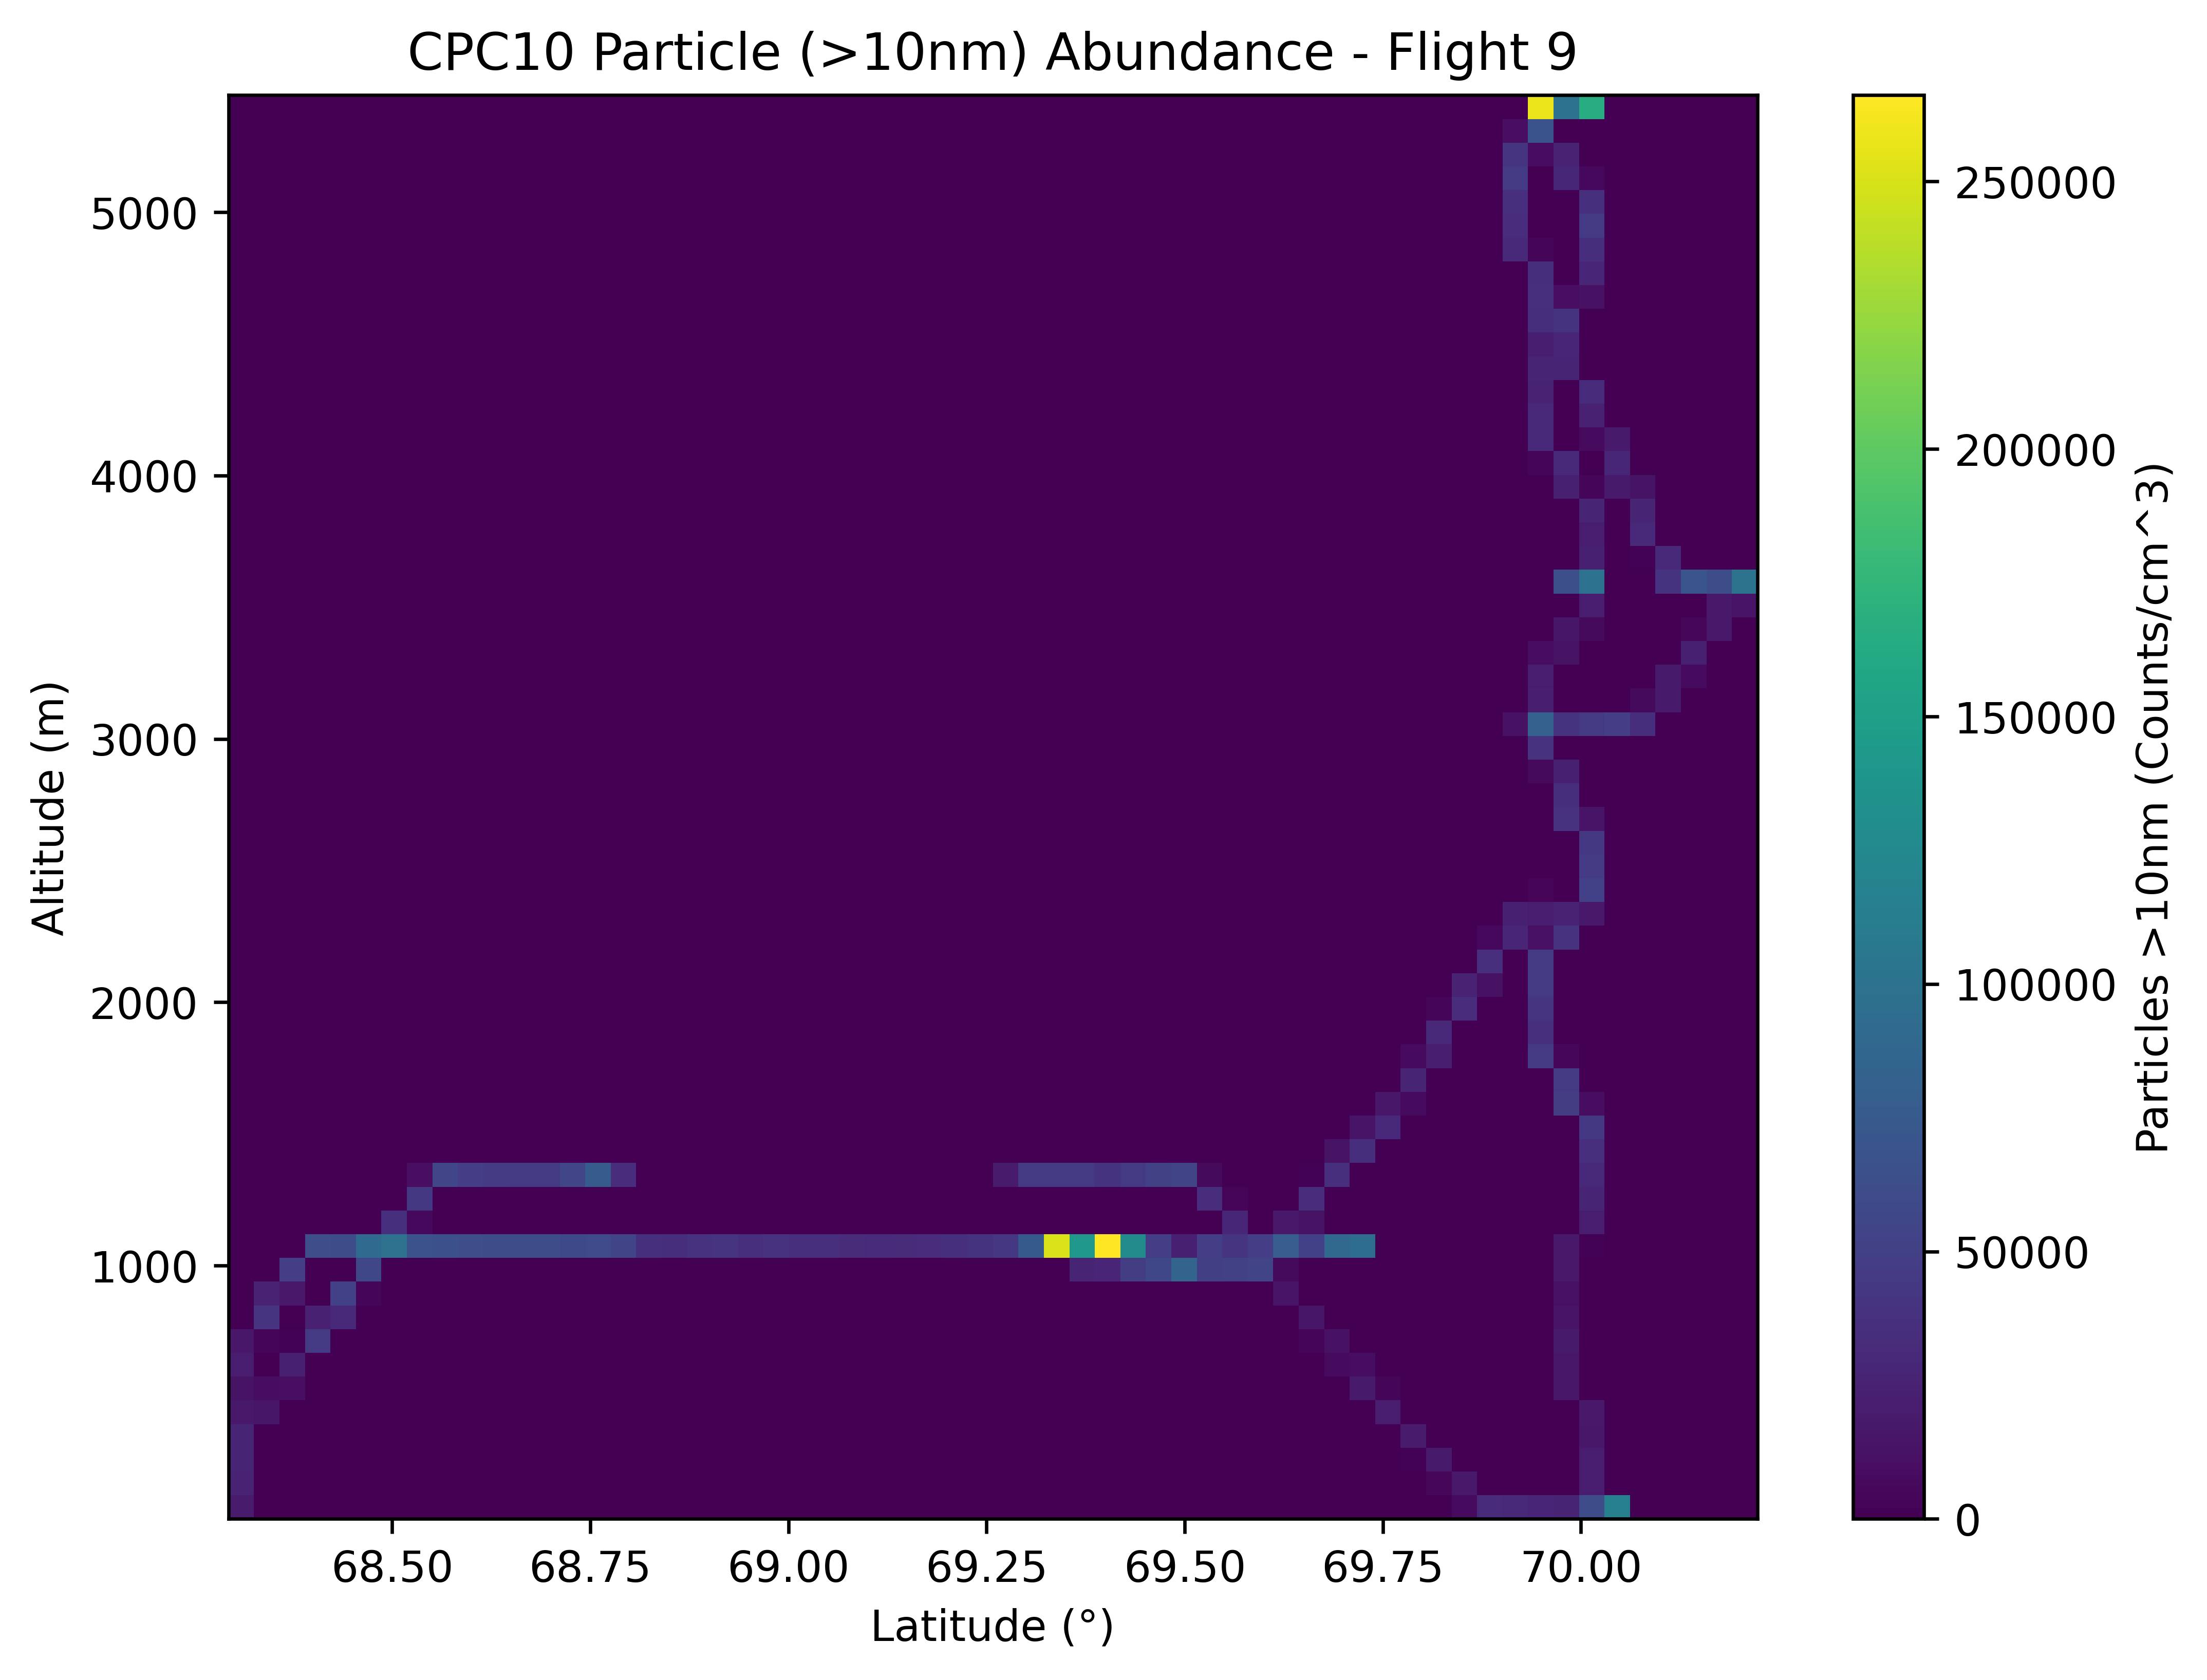 CPC10 Particle (>10nm) Abundance - Flight 9
Altitude (m)
5000
4000
3000
2000
1000
68.50 68.75 69.00 69.25 69.50 69.75 70.00
Latitude (°)
250000
200000
150000
100000
50000
0
Particles >10nm (Counts/cm^3)